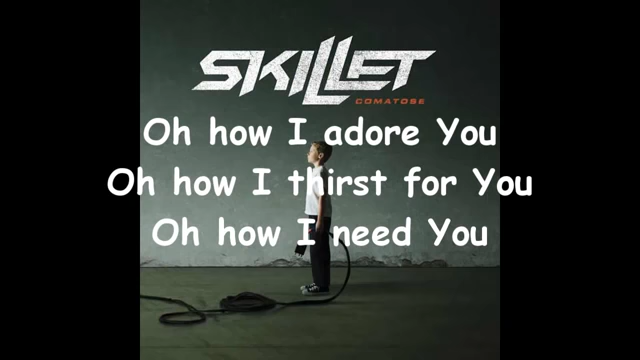 SKILLET
COMATOSE
Oh how I adore You
Oh how I thirst for You
Oh how I need You